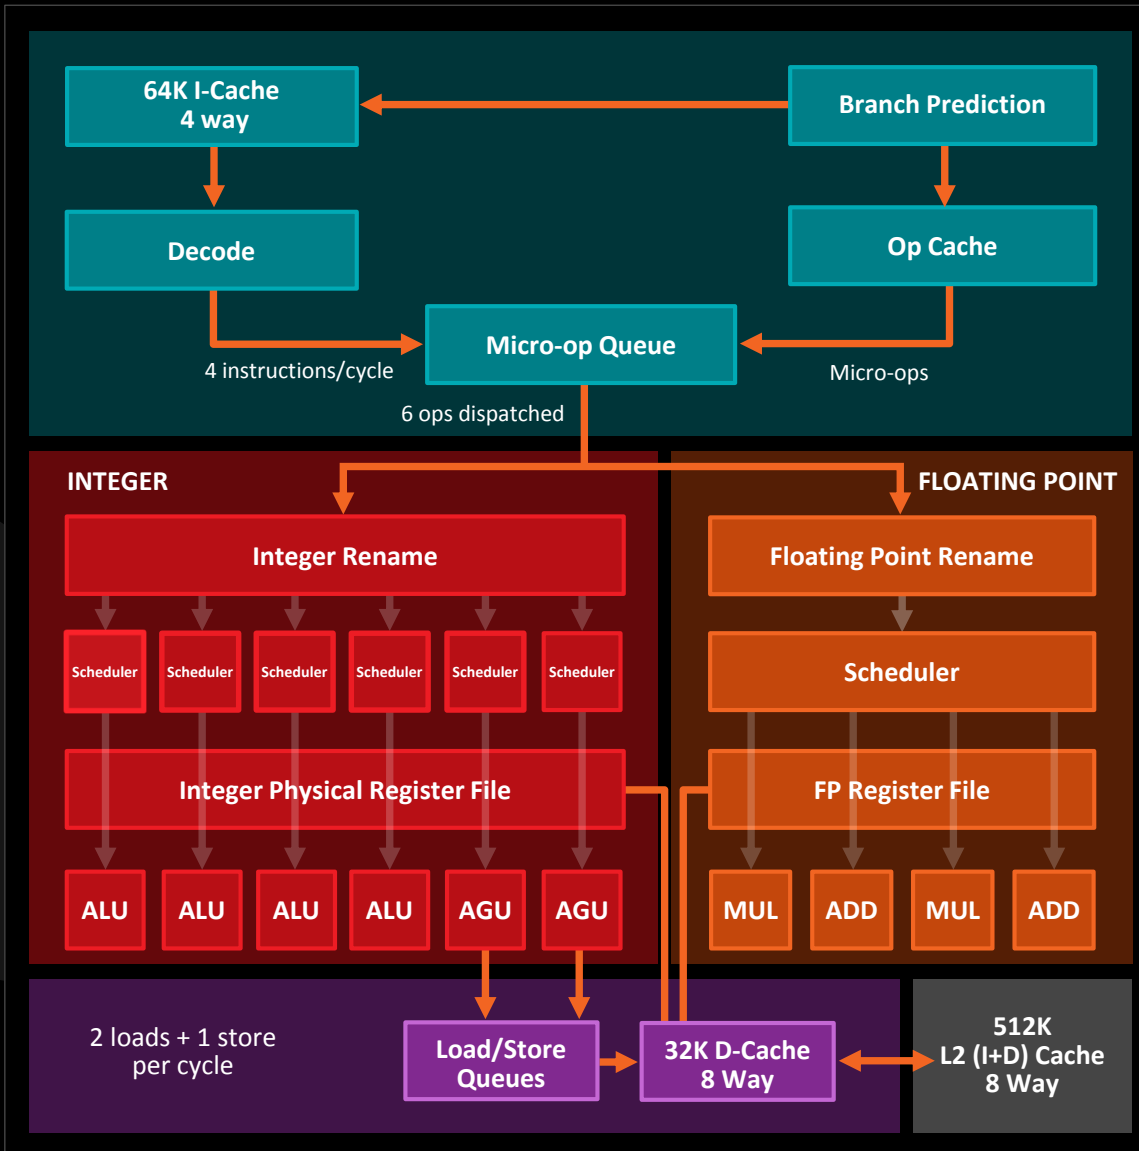 64K I-Cache
4 way
Branch Prediction
Decode
Op Cache
Micro-op Queue
4 instructions/cycle
Micro-ops
6 ops dispatched
INTEGER
FLOATING POINT
Integer Rename
Floating Point Rename
Scheduler
Scheduler
Scheduler
Scheduler
Scheduler
Scheduler
Scheduler
Integer Physical Register File
FP Register File
ALU
ALU
ALU
ALU
AGU
AGU
MUL
ADD
MUL
ADD
2 loads + 1 store
per cycle
Load/Store
Queues
32K D-Cache
8 Way
512K
L2 (I+D) Cache
8 Way